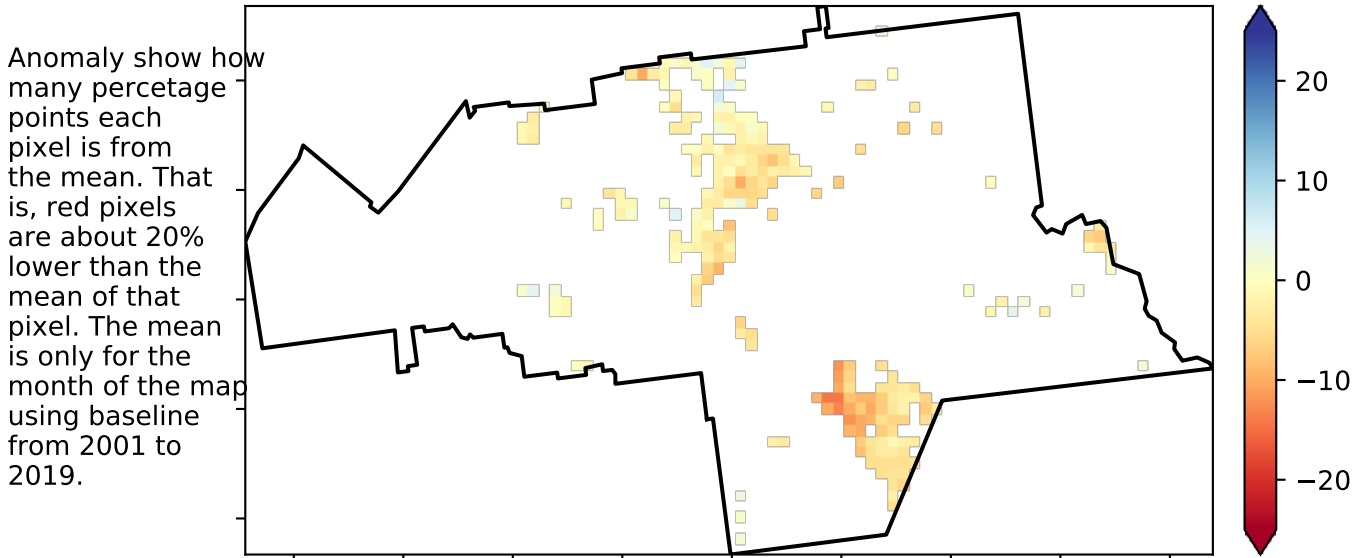 Anomaly show how
many percetage
points each
pixel is from
the mean. That
is, red pixels
are about 20%
lower than the
mean of that
pixel. The mean
is only for the
month of the map
using baseline
from 2001 to
2019.
20
10
0
−10
−20